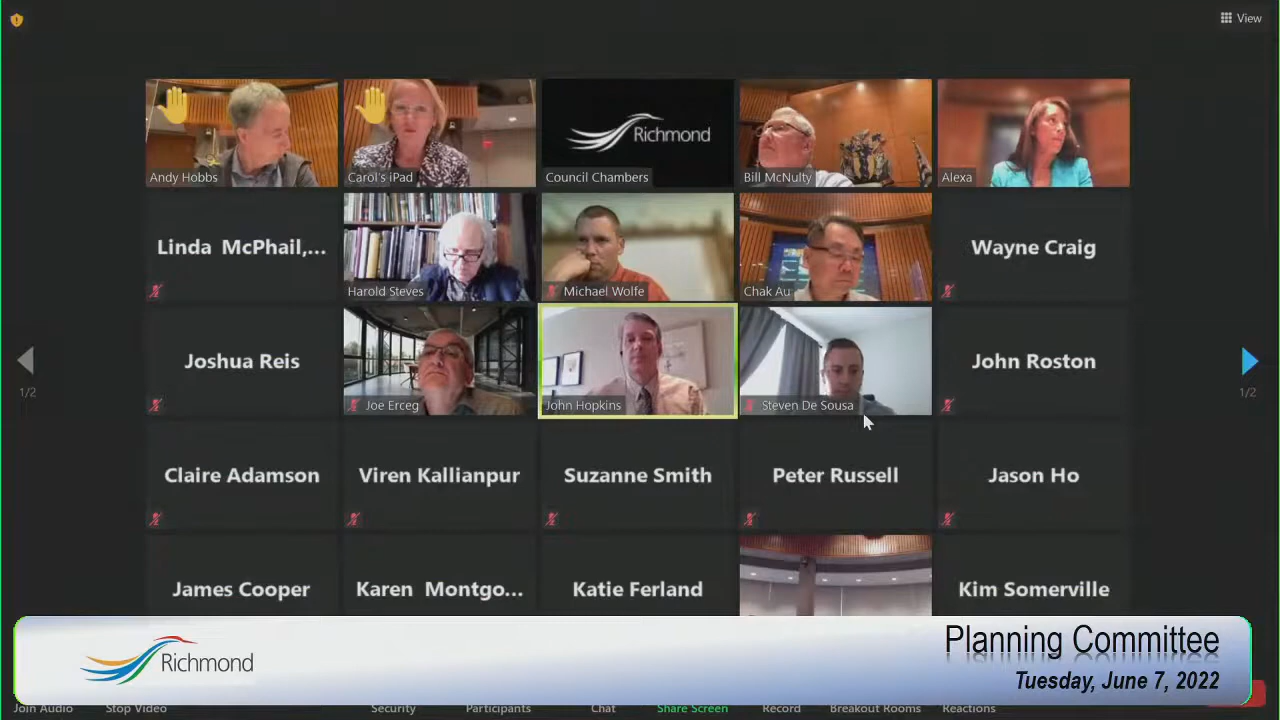 View
Richmond
Andy Hobbs
Carol's iPad
Council Chambers
Bill McNulty
Alexa
Linda McPhail,...
Harold Steves
Michael Wolfe
Chak Au
Wayne Craig
Joshua Reis
Joe Erceg
John Hopkins
Steven De Sousa
John Roston
1/2
1/2
Claire Adamson
Viren Kallianpur
Suzanne Smith
Peter Russell
Jason Ho
James Cooper
Karen Montgo...
Katie Ferland
Kim Somerville
Richmond
Planning Committee
Tuesday, June 7, 2022
Join Audio
Stop Video
Security
Participants
Chat
Share Screen
Record
Breakout Rooms
Reactions